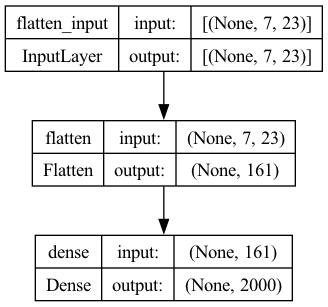 flatten_input input: [(None, 7, 23)]
InputLayer output: [(None, 7, 23)]
flatten input: (None, 7, 23)
Flatten output: (None, 161)
dense input: (None, 161)
Dense output: (None, 2000)